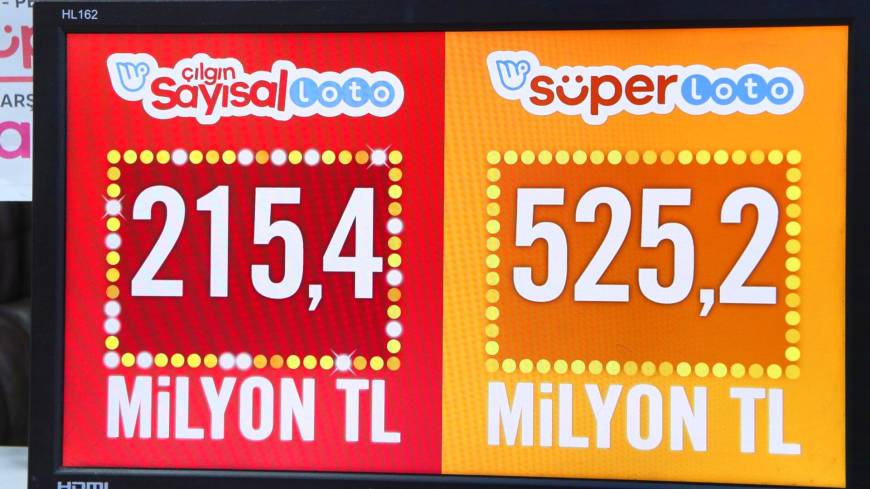 HL162
çılgın
Sayısal loto
215,4
MiLYON TL
süper loto
525,2
MiLYON TL
HDMI